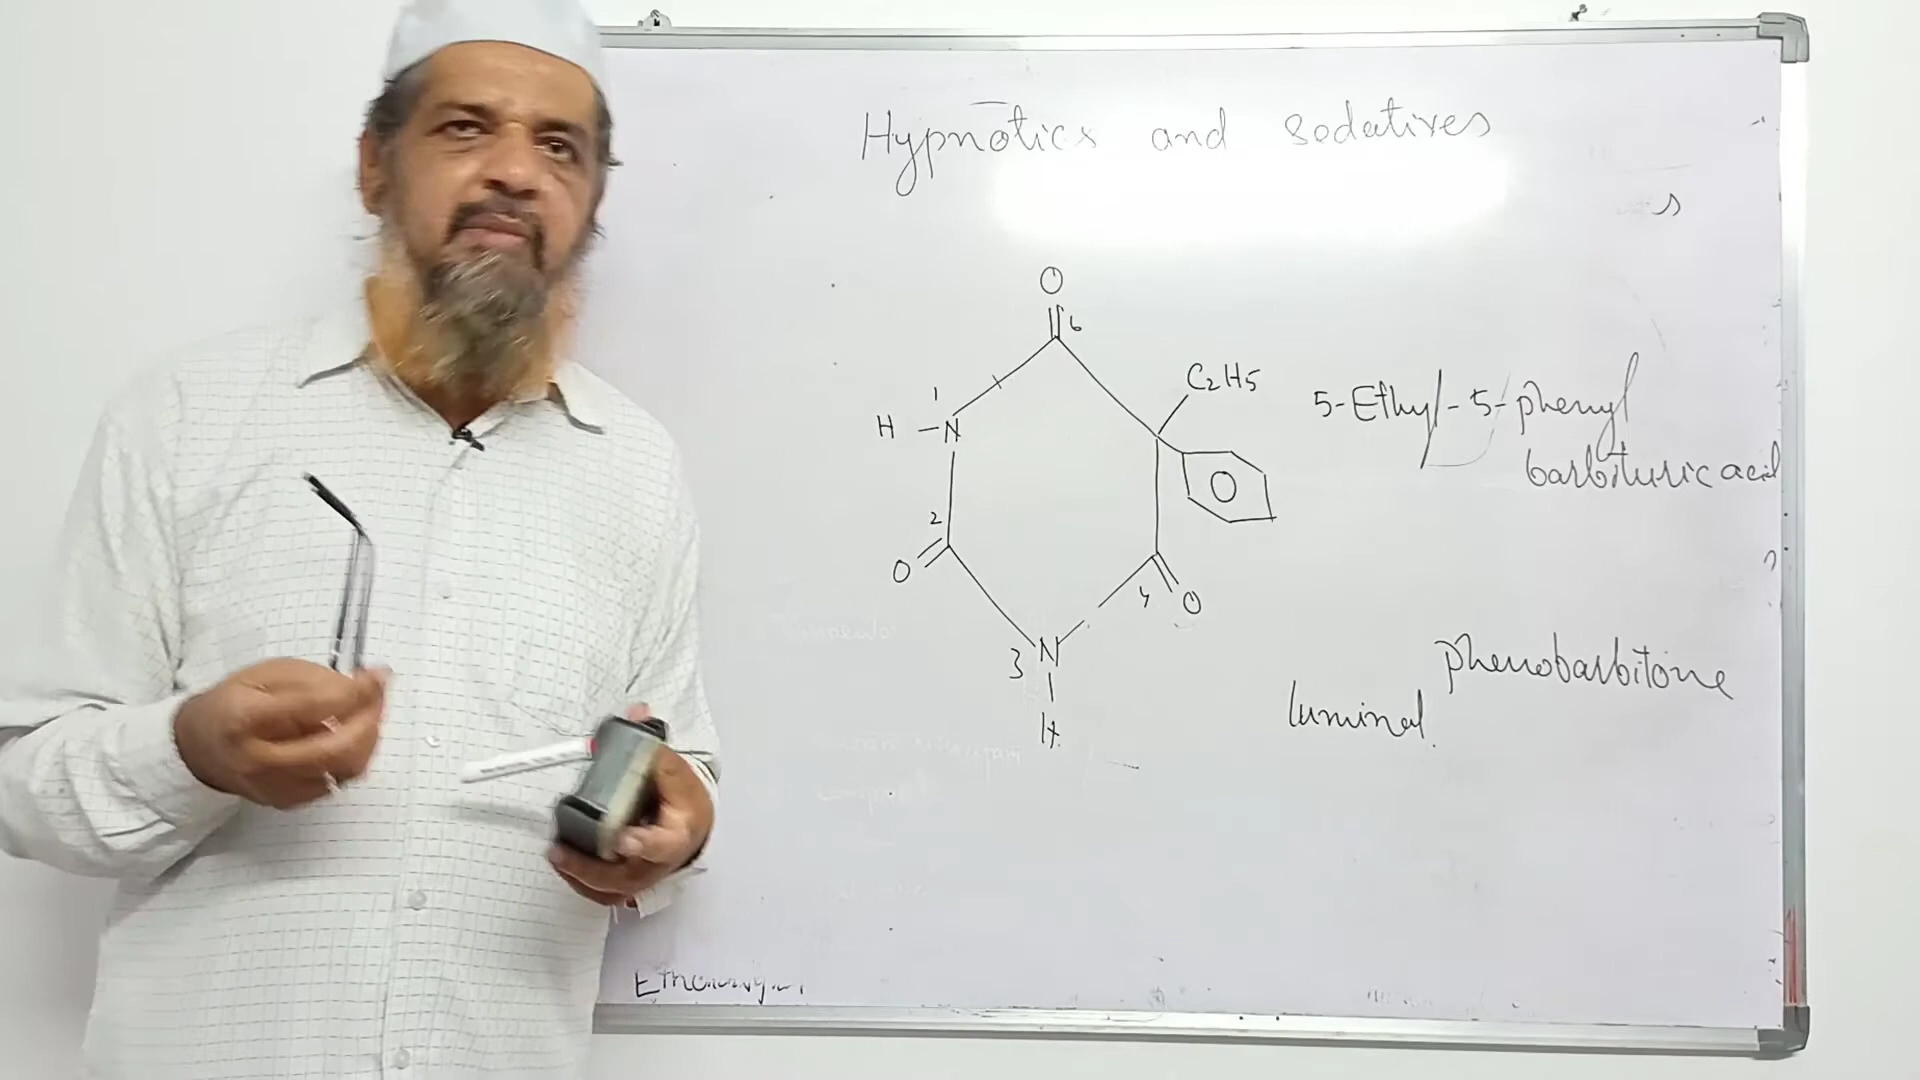 Hypnotics and Sedatives
s
O
6
C2H5
1
H - N
5-Ethyl-5-phenyl
barbituric acid
2
O
4
O
3 N
H
phenobarbitone
luminal